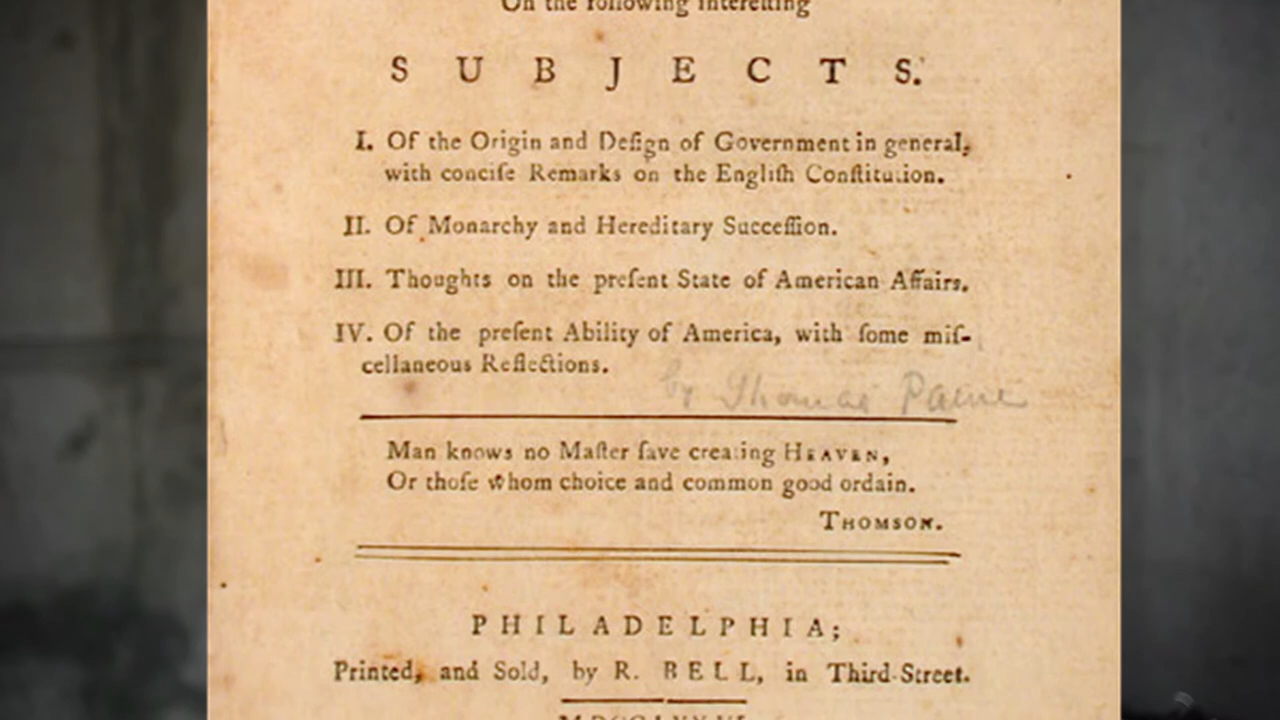 On the following intereſting
SUBJECTS.
I. Of the Origin and Deſign of Government in general,
with conciſe Remarks on the Engliſh Conſtitution.
II. Of Monarchy and Hereditary Succeſſion.
III. Thoughts on the preſent State of American Affairs.
IV. Of the preſent Ability of America, with ſome miſ-
cellaneous Reflections.
by Thomas Paine
Man knows no Maſter ſave creating HEAVEN,
Or thoſe whom choice and common good ordain.
THOMSON.
PHILADELPHIA;
Printed, and Sold, by R. BELL, in Third-Street.